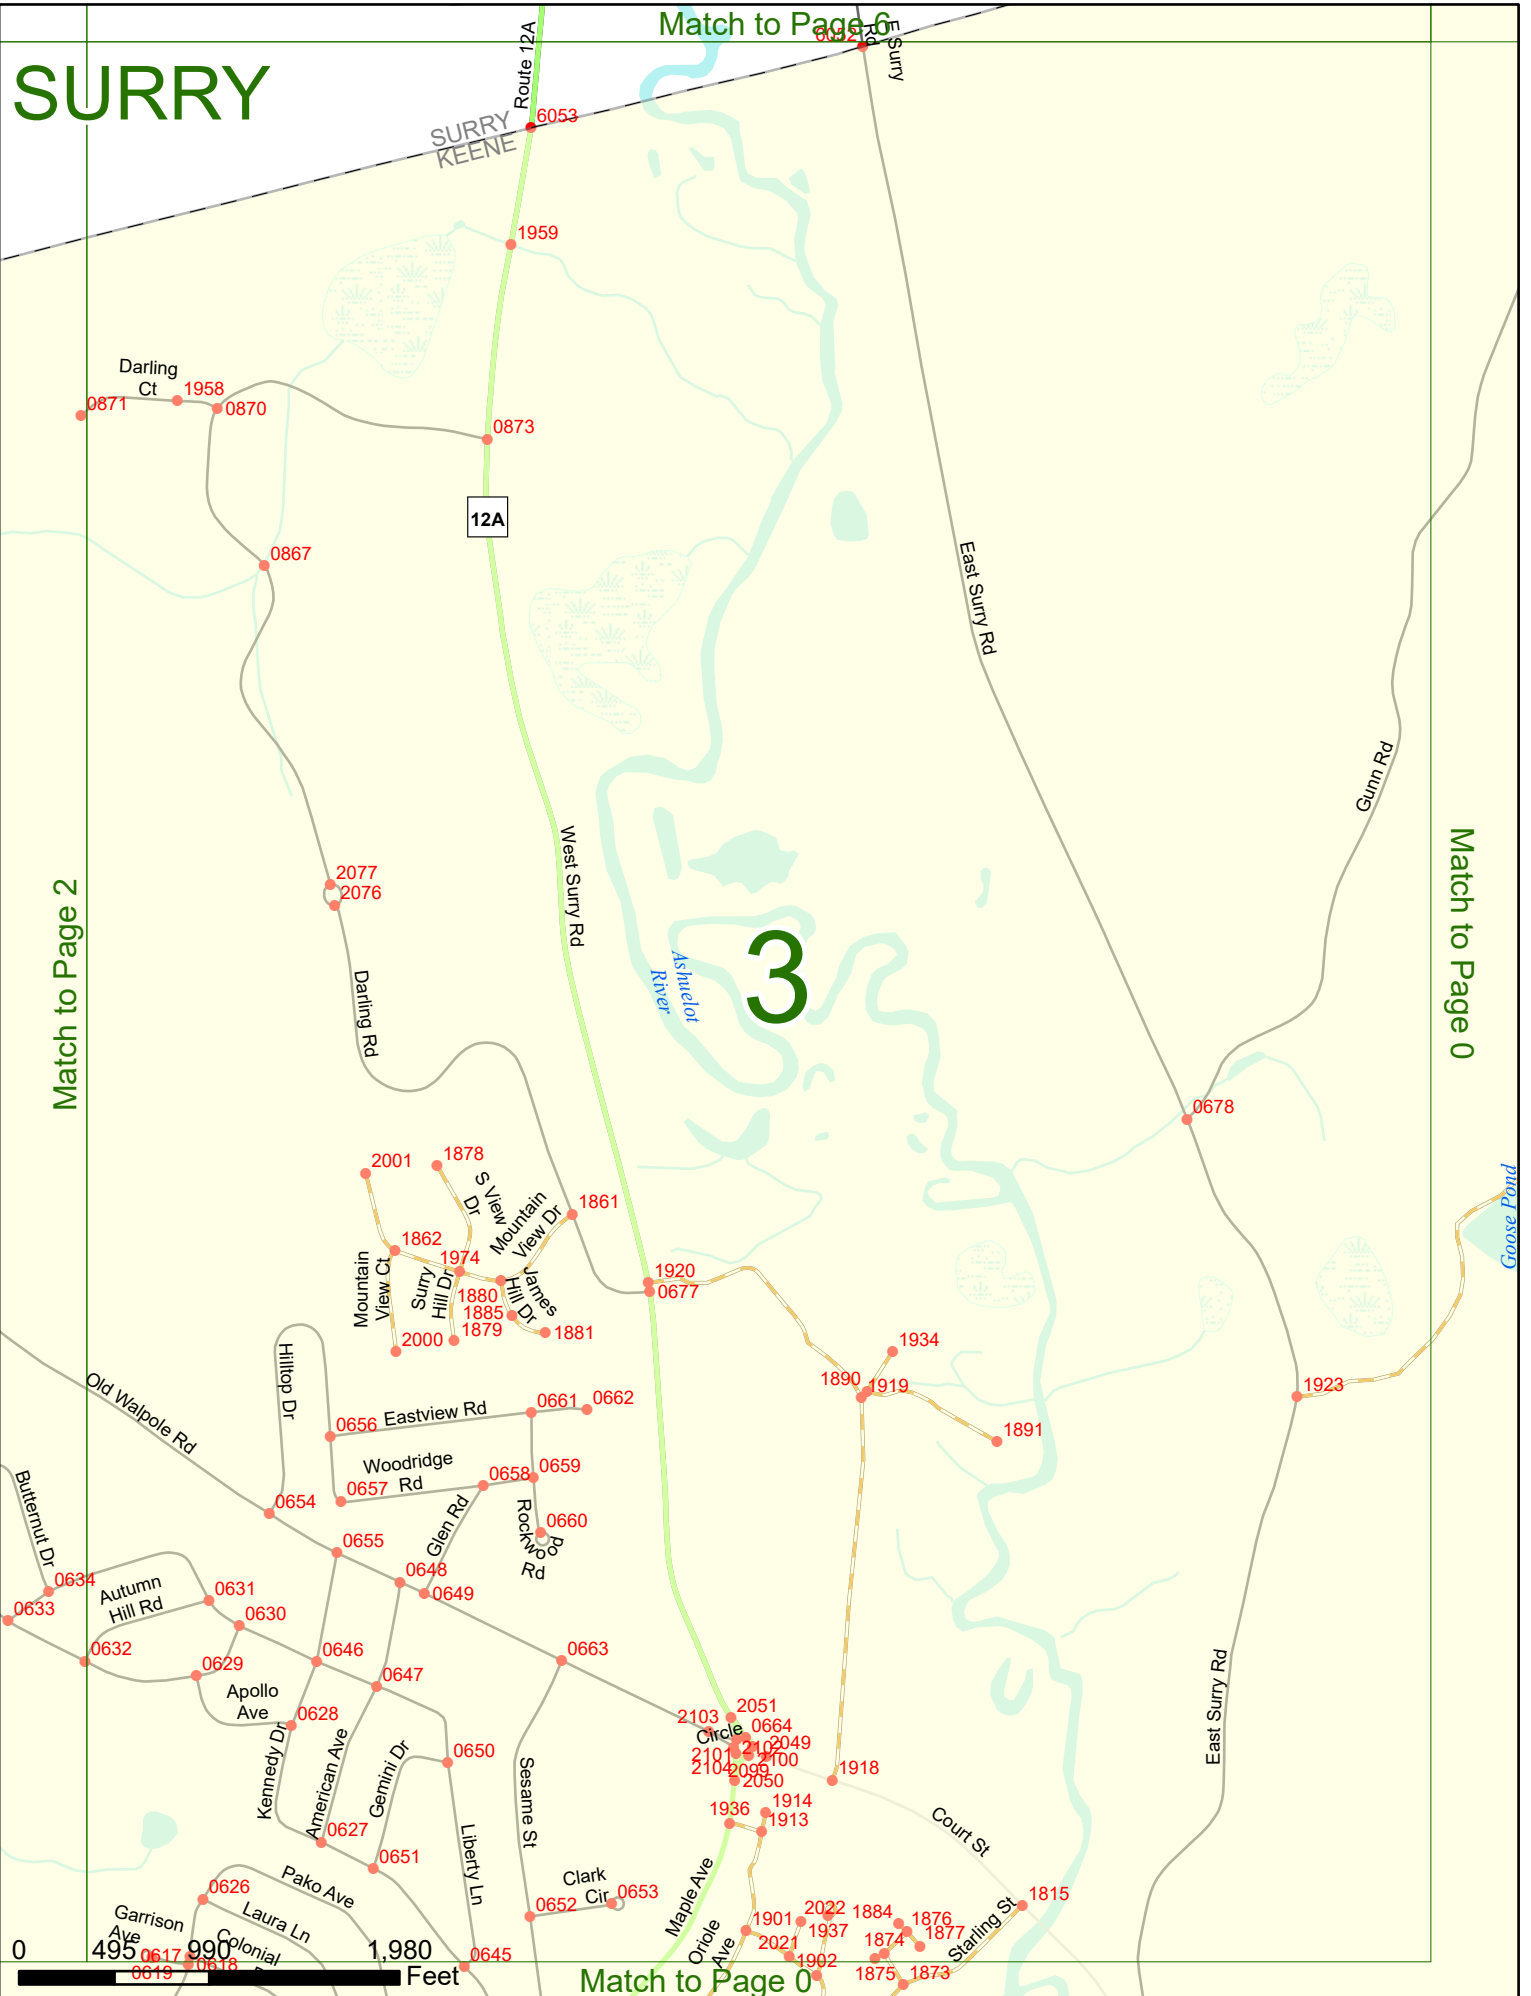 Match to Page 6
SURRY
Route 12A
E Surry
Rd
6052
6053
SURRY
KEENE
1959
Darling
Ct
1958
0871
0870
0873
12A
0867
East Surry Rd
Gunn Rd
West Surry Rd
2077
2076
Match to Page 2
Match to Page 0
3
Ashuelot
River
Darling Rd
0678
2001
1878
S View
Dr
Mountain
View Dr
1861
1862
1974
Mountain
View Ct
Surry
Hill Dr
1880
James
Hill Dr
1885
1879
1881
2000
1920
0677
Goose Pond
1934
1890
1919
1923
1891
Hilltop Dr
Old Walpole Rd
0661
0662
Eastview Rd
0656
Woodridge
Rd
0658
0659
0657
0654
Glen Rd
Rockwood
Rd
0660
Butternut Dr
0655
0648
0649
0634
Autumn
Hill Rd
0631
0633
0630
0632
0646
0663
0629
0647
Apollo
Ave
0628
East Surry Rd
2051
2103
0664
Circle
2049
2102
2101
2100
2104
2099
2050
Kennedy Dr
American Ave
Gemini Dr
0650
Sesame St
1918
1914
1936
1913
Court St
0627
0651
Liberty Ln
Pako Ave
Clark
Cir
0653
0626
0652
Maple Ave
1815
Garrison
Ave
Laura Ln
Colonial
Oriole
Ave
1901
2022
1937
1884
1876
1877
1874
Starling St
2021
1902
1875
1873
0617
0618
0619
0645
0 495 990 1,980
Feet
Match to Page 0